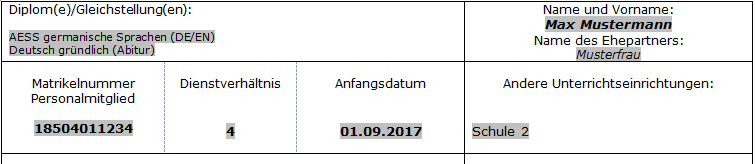 Diplom(e)/Gleichstellung(en):
AESS germanische Sprachen (DE/EN)
Deutsch gründlich (Abitur)
Name und Vorname:
Max Mustermann
Name des Ehepartners:
Musterfrau
Matrikelnummer
Personalmitglied
18504011234
Dienstverhältnis
4
Anfangsdatum
01.09.2017
Andere Unterrichtseinrichtungen:
Schule 2